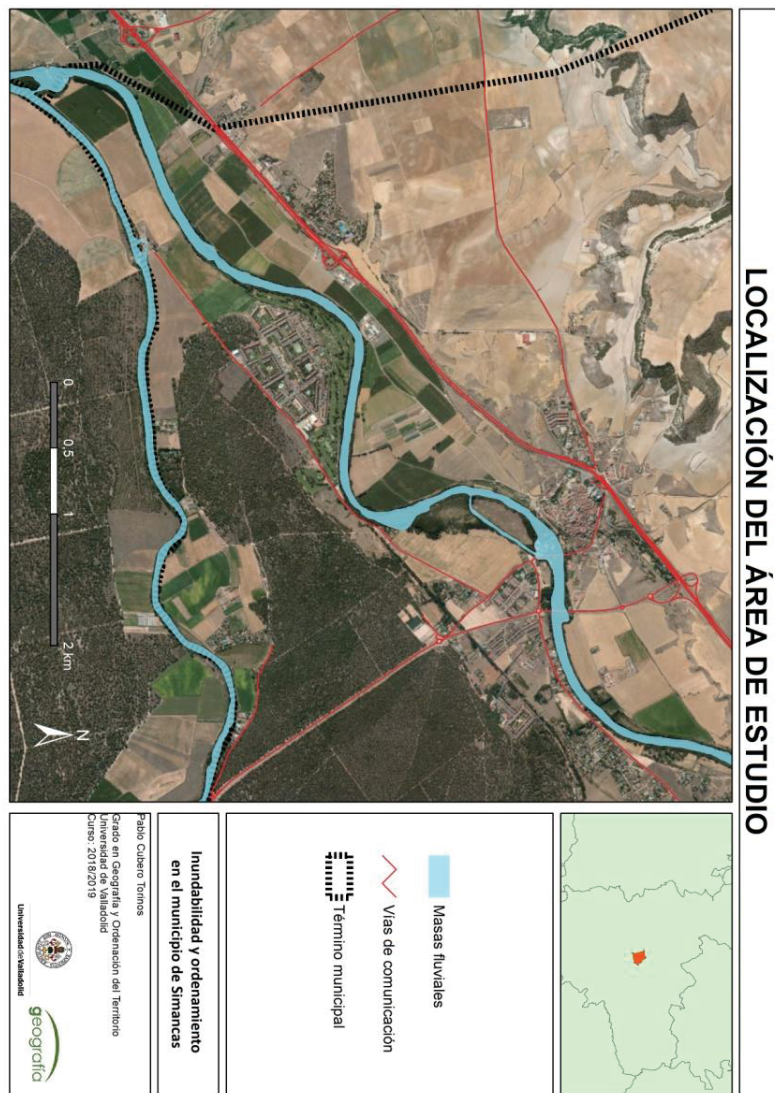 LOCALIZACIÓN DEL ÁREA DE ESTUDIO
0
0,5
1
2 km
N
Masas fluviales
Vías de comunicación
Término municipal
Inundabilidad y ordenamiento
en el municipio de Simancas
Pablo Cubero Torinos
Grado en Geografía y Ordenación del Territorio
Universidad de Valladolid
Curso: 2018/2019
Universidad de Valladolid
geografía